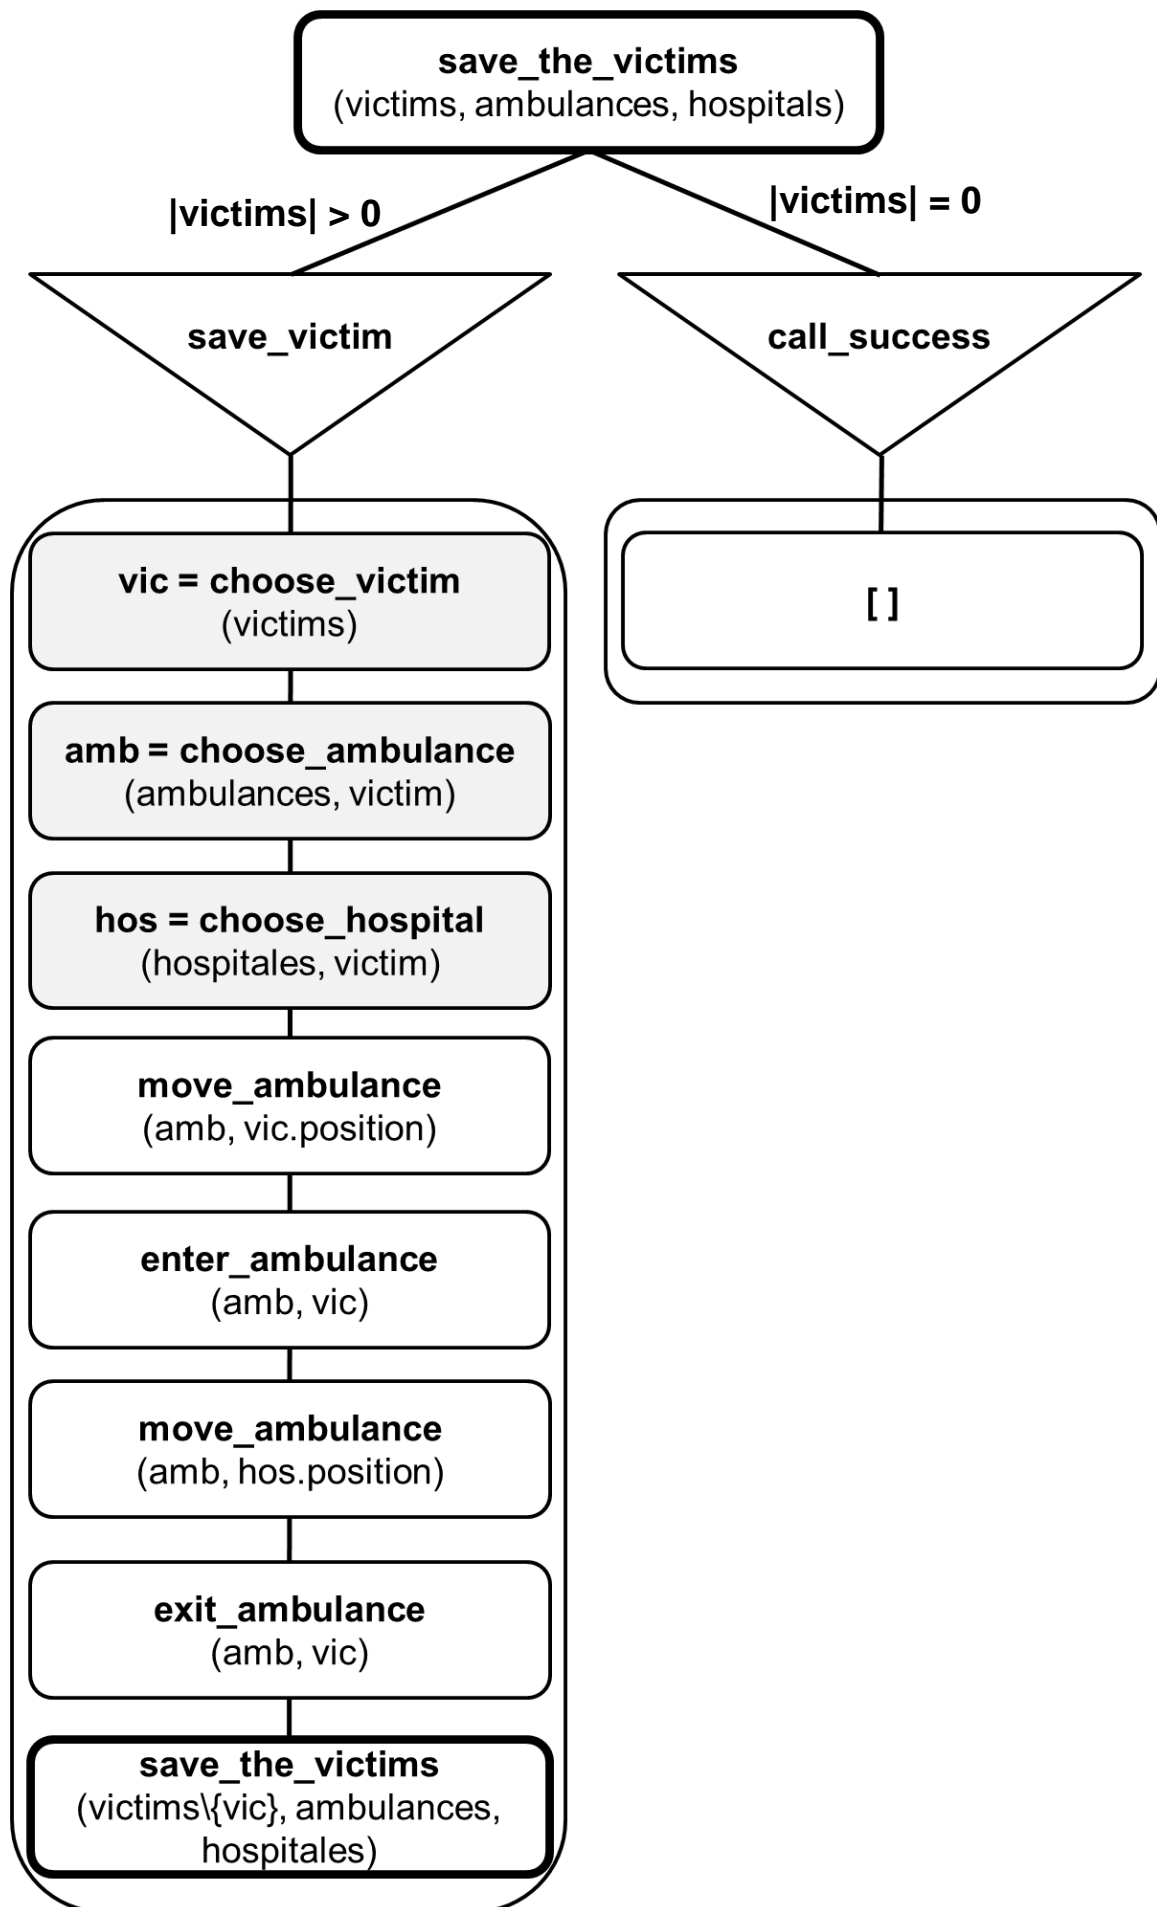 save_the_victims
(victims, ambulances, hospitals)
|victims| > 0
|victims| = 0
save_victim
call_success
vic = choose_victim
(victims)
[ ]
amb = choose_ambulance
(ambulances, victim)
hos = choose_hospital
(hospitales, victim)
move_ambulance
(amb, vic.position)
enter_ambulance
(amb, vic)
move_ambulance
(amb, hos.position)
exit_ambulance
(amb, vic)
save_the_victims
(victims\{vic}, ambulances,
hospitales)